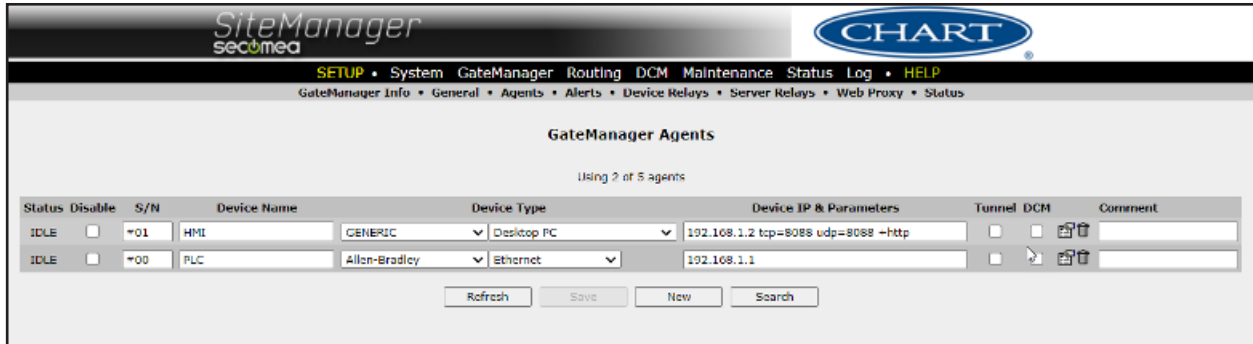 SiteManager
secomea
CHART
®
SETUP • System GateManager Routing DCM Maintenance Status Log • HELP
GateManager Info • General • Agents • Alerts • Device Relays • Server Relays • Web Proxy • Status
GateManager Agents
Using 2 of 5 agents
Status Disable S/N Device Name Device Type Device IP & Parameters Tunnel DCM Comment
IDLE #01 HMI GENERIC Desktop PC 192.168.1.2 tcp=8088 udp=8088 +http
IDLE #00 PLC Allen-Bradley Ethernet 192.168.1.1
Refresh Save New Search